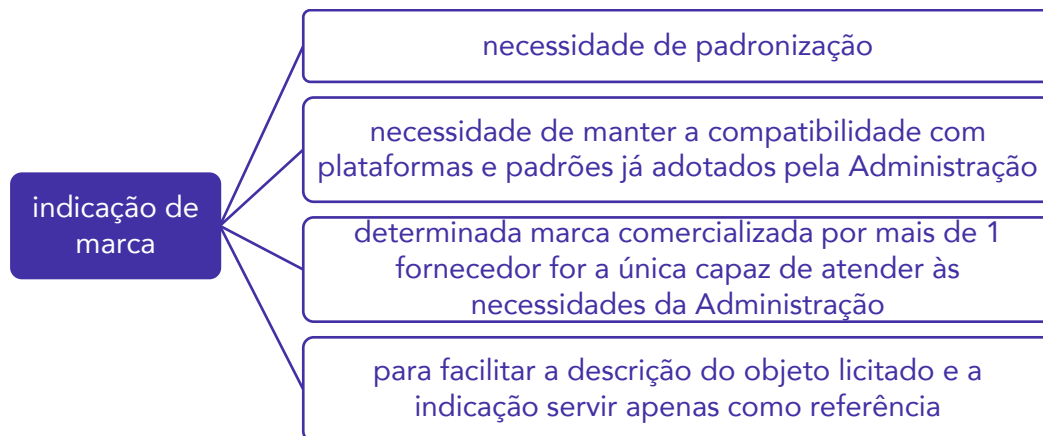 necessidade de padronização
necessidade de manter a compatibilidade com
plataformas e padrões já adotados pela Administração
indicação de
marca
determinada marca comercializada por mais de 1
fornecedor for a única capaz de atender às
necessidades da Administração
para facilitar a descrição do objeto licitado e a
indicação servir apenas como referência